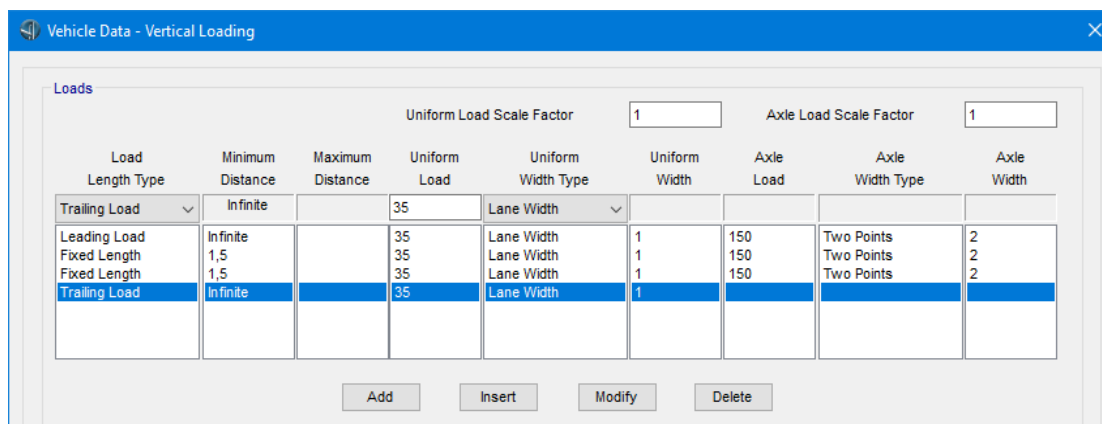 Vehicle Data - Vertical Loading
Loads
Uniform Load Scale Factor 1 Axle Load Scale Factor 1
Load Minimum Maximum Uniform Uniform Uniform Axle Axle Axle
Length Type Distance Distance Load Width Type Width Load Width Type Width
Trailing Load Infinite 35 Lane Width
Leading Load Infinite 35 Lane Width 1 150 Two Points 2
Fixed Length 1,5 35 Lane Width 1 150 Two Points 2
Fixed Length 1,5 35 Lane Width 1 150 Two Points 2
Trailing Load Infinite 35 Lane Width 1
Add Insert Modify Delete